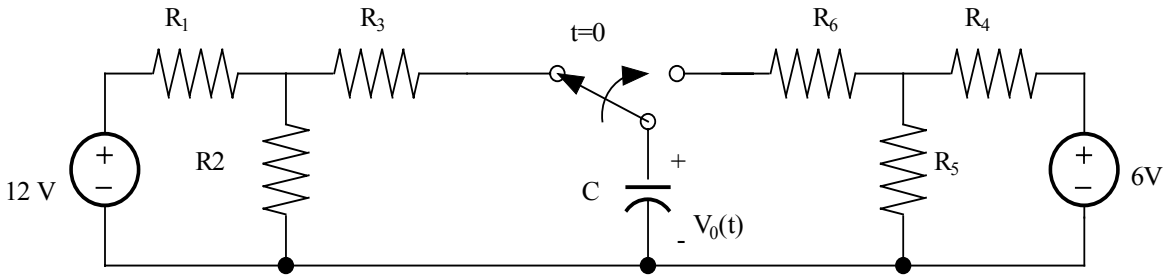 R₁
R₃
t=0
R₆
R₄
12 V
+
−
R2
C
+
V₀(t)
-
R₅
+
−
6V